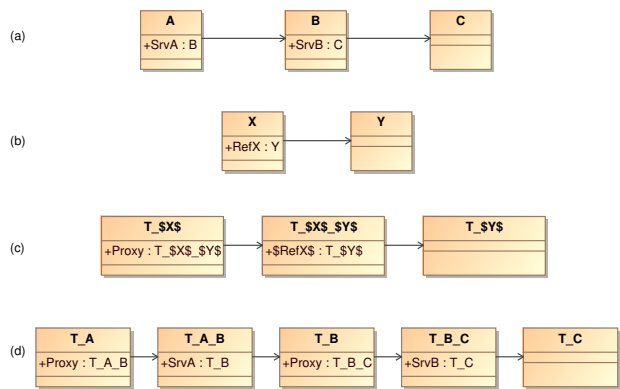 (a)
A
+SrvA : B
B
+SrvB : C
C
(b)
X
+RefX : Y
Y
(c)
T_$X$
+Proxy : T_$X$_$Y$
T_$X$_$Y$
+$RefX$ : T_$Y$
T_$Y$
(d)
T_A
+Proxy : T_A_B
T_A_B
+SrvA : T_B
T_B
+Proxy : T_B_C
T_B_C
+SrvB : T_C
T_C